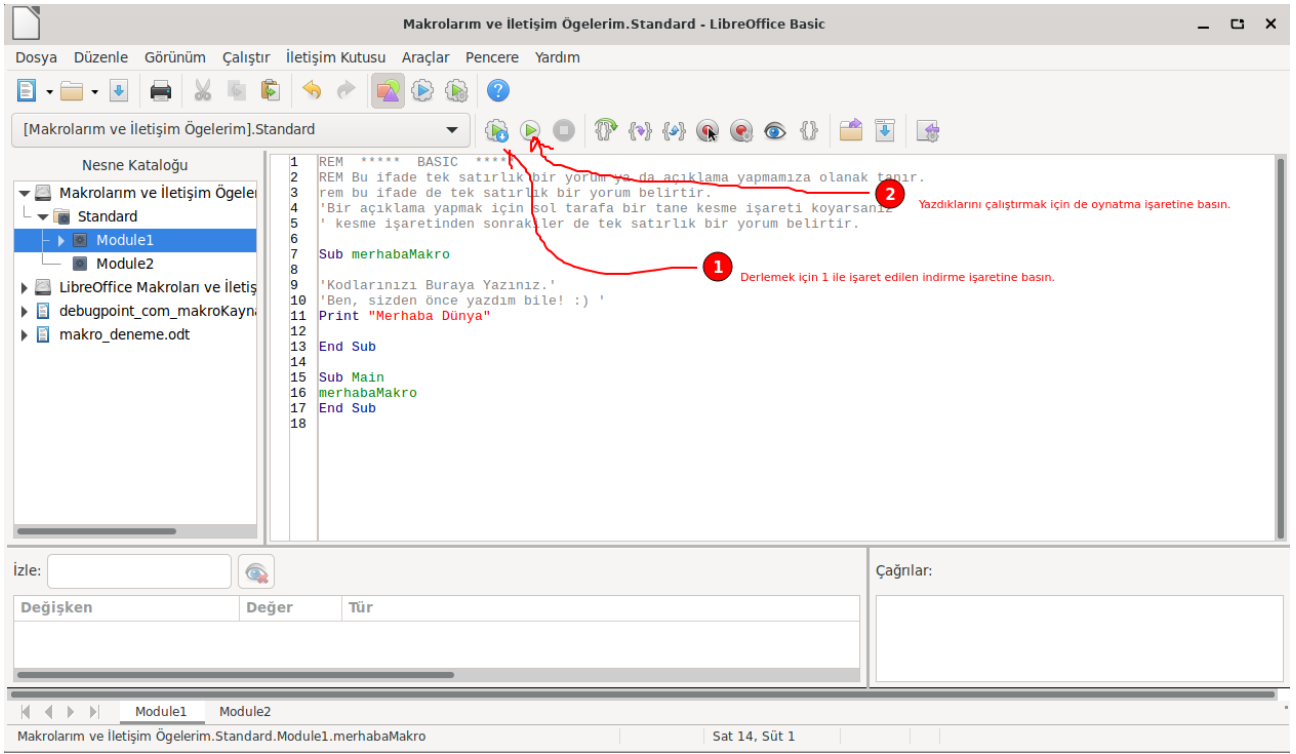 Makrolarım ve İletişim Ögelerim.Standard - LibreOffice Basic
Dosya Düzenle Görünüm Çalıştır İletişim Kutusu Araçlar Pencere Yardım
[Makrolarım ve İletişim Ögelerim].Standard
Nesne Kataloğu
Makrolarım ve İletişim Ögeler
Standard
Module1
Module2
LibreOffice Makroları ve İletiş
debugpoint_com_makroKayna
makro_deneme.odt
1 REM ***** BASIC *****
2 REM Bu ifade tek satırlık bir yorum ya da açıklama yapmamıza olanak tanır.
3 rem bu ifade de tek satırlık bir yorum belirtir.
4 'Bir açıklama yapmak için sol tarafa bir tane kesme işareti koyarsanız
5 ' kesme işaretinden sonrakiler de tek satırlık bir yorum belirtir.
6
7 Sub merhabaMakro
8
9 'Kodlarınızı Buraya Yazınız.'
10 'Ben, sizden önce yazdım bile! :) '
11 Print "Merhaba Dünya"
12
13 End Sub
14
15 Sub Main
16 merhabaMakro
17 End Sub
18
2 Yazdıklarını çalıştırmak için de oynatma işaretine basın.
1 Derlemek için 1 ile işaret edilen indirme işaretine basın.
İzle:
Değişken Değer Tür
Çağrılar:
Module1 Module2
Makrolarım ve İletişim Ögelerim.Standard.Module1.merhabaMakro Sat 14, Süt 1